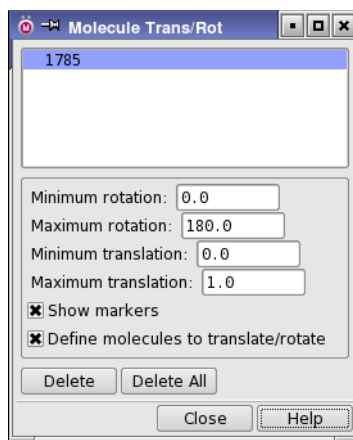 Molecule Trans/Rot
1785
Minimum rotation: 0.0
Maximum rotation: 180.0
Minimum translation: 0.0
Maximum translation: 1.0
Show markers
Define molecules to translate/rotate
Delete Delete All
Close Help